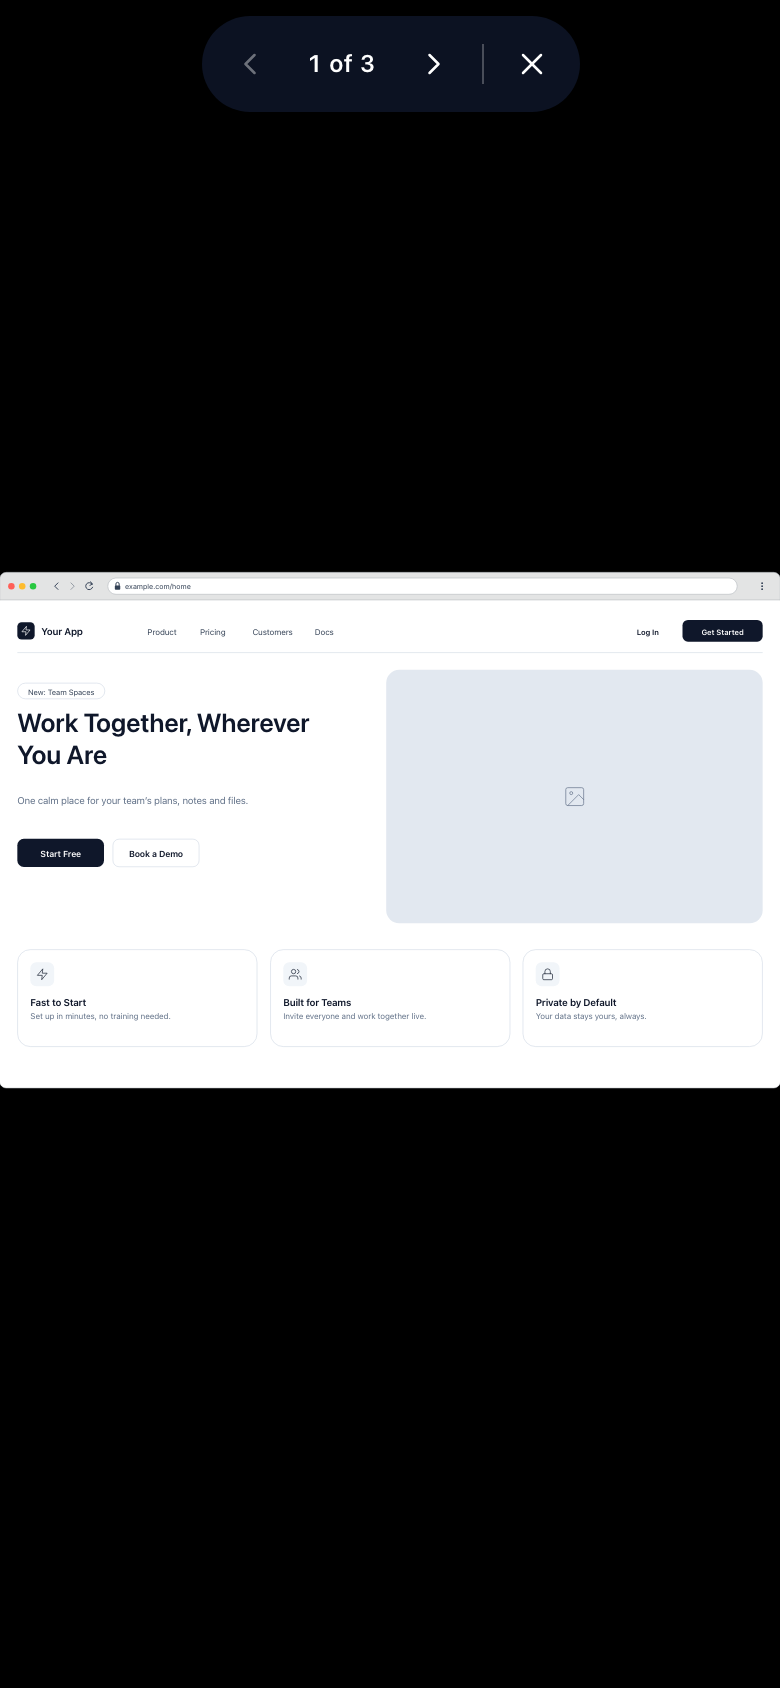 1 of 3
example.com/home
Your App
Product
Pricing
Customers
Docs
Log In
Get Started
New: Team Spaces
Work Together, Wherever
You Are
One calm place for your team's plans, notes and files.
Start Free
Book a Demo
Fast to Start
Set up in minutes, no training needed.
Built for Teams
Invite everyone and work together live.
Private by Default
Your data stays yours, always.